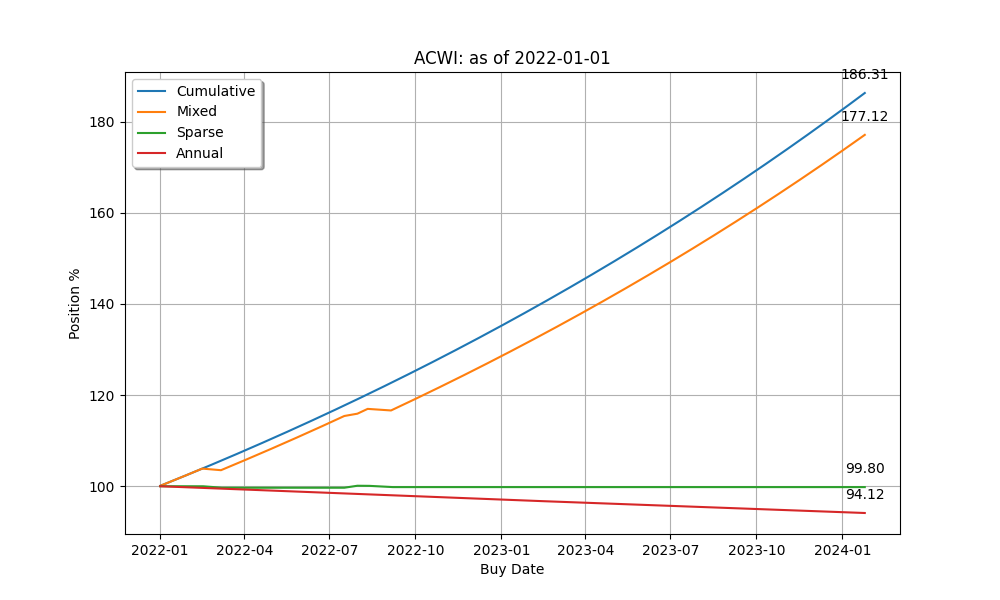 ACWI: as of 2022-01-01
Cumulative
Mixed
Sparse
Annual
186.31
177.12
99.80
94.12
180
160
140
120
100
Position %
2022-01 2022-04 2022-07 2022-10 2023-01 2023-04 2023-07 2023-10 2024-01
Buy Date